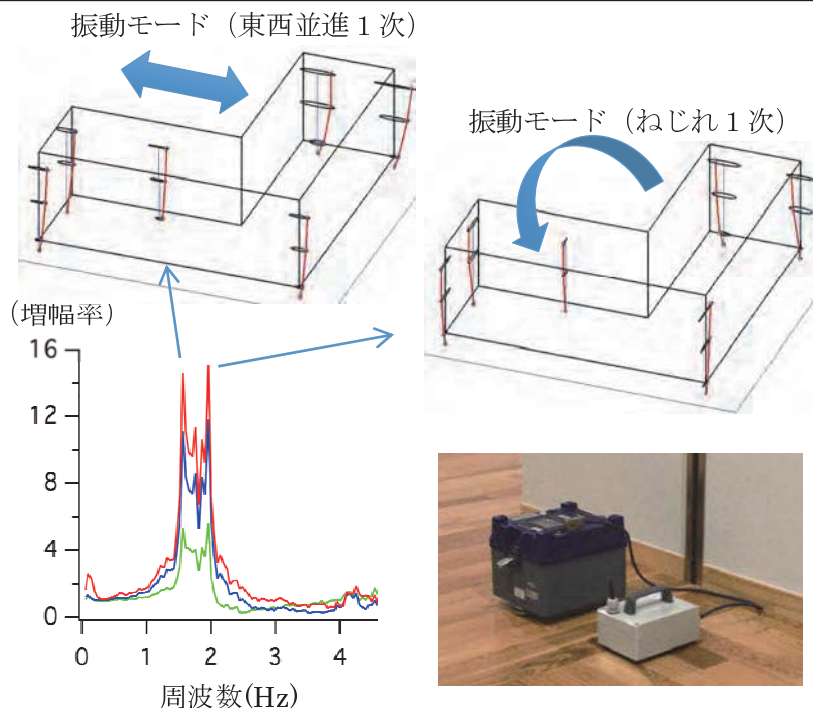 振動モード（東西並進１次）
振動モード（ねじれ１次）
（増幅率）
16
12
8
4
0
0 1 2 3 4
周波数(Hz)